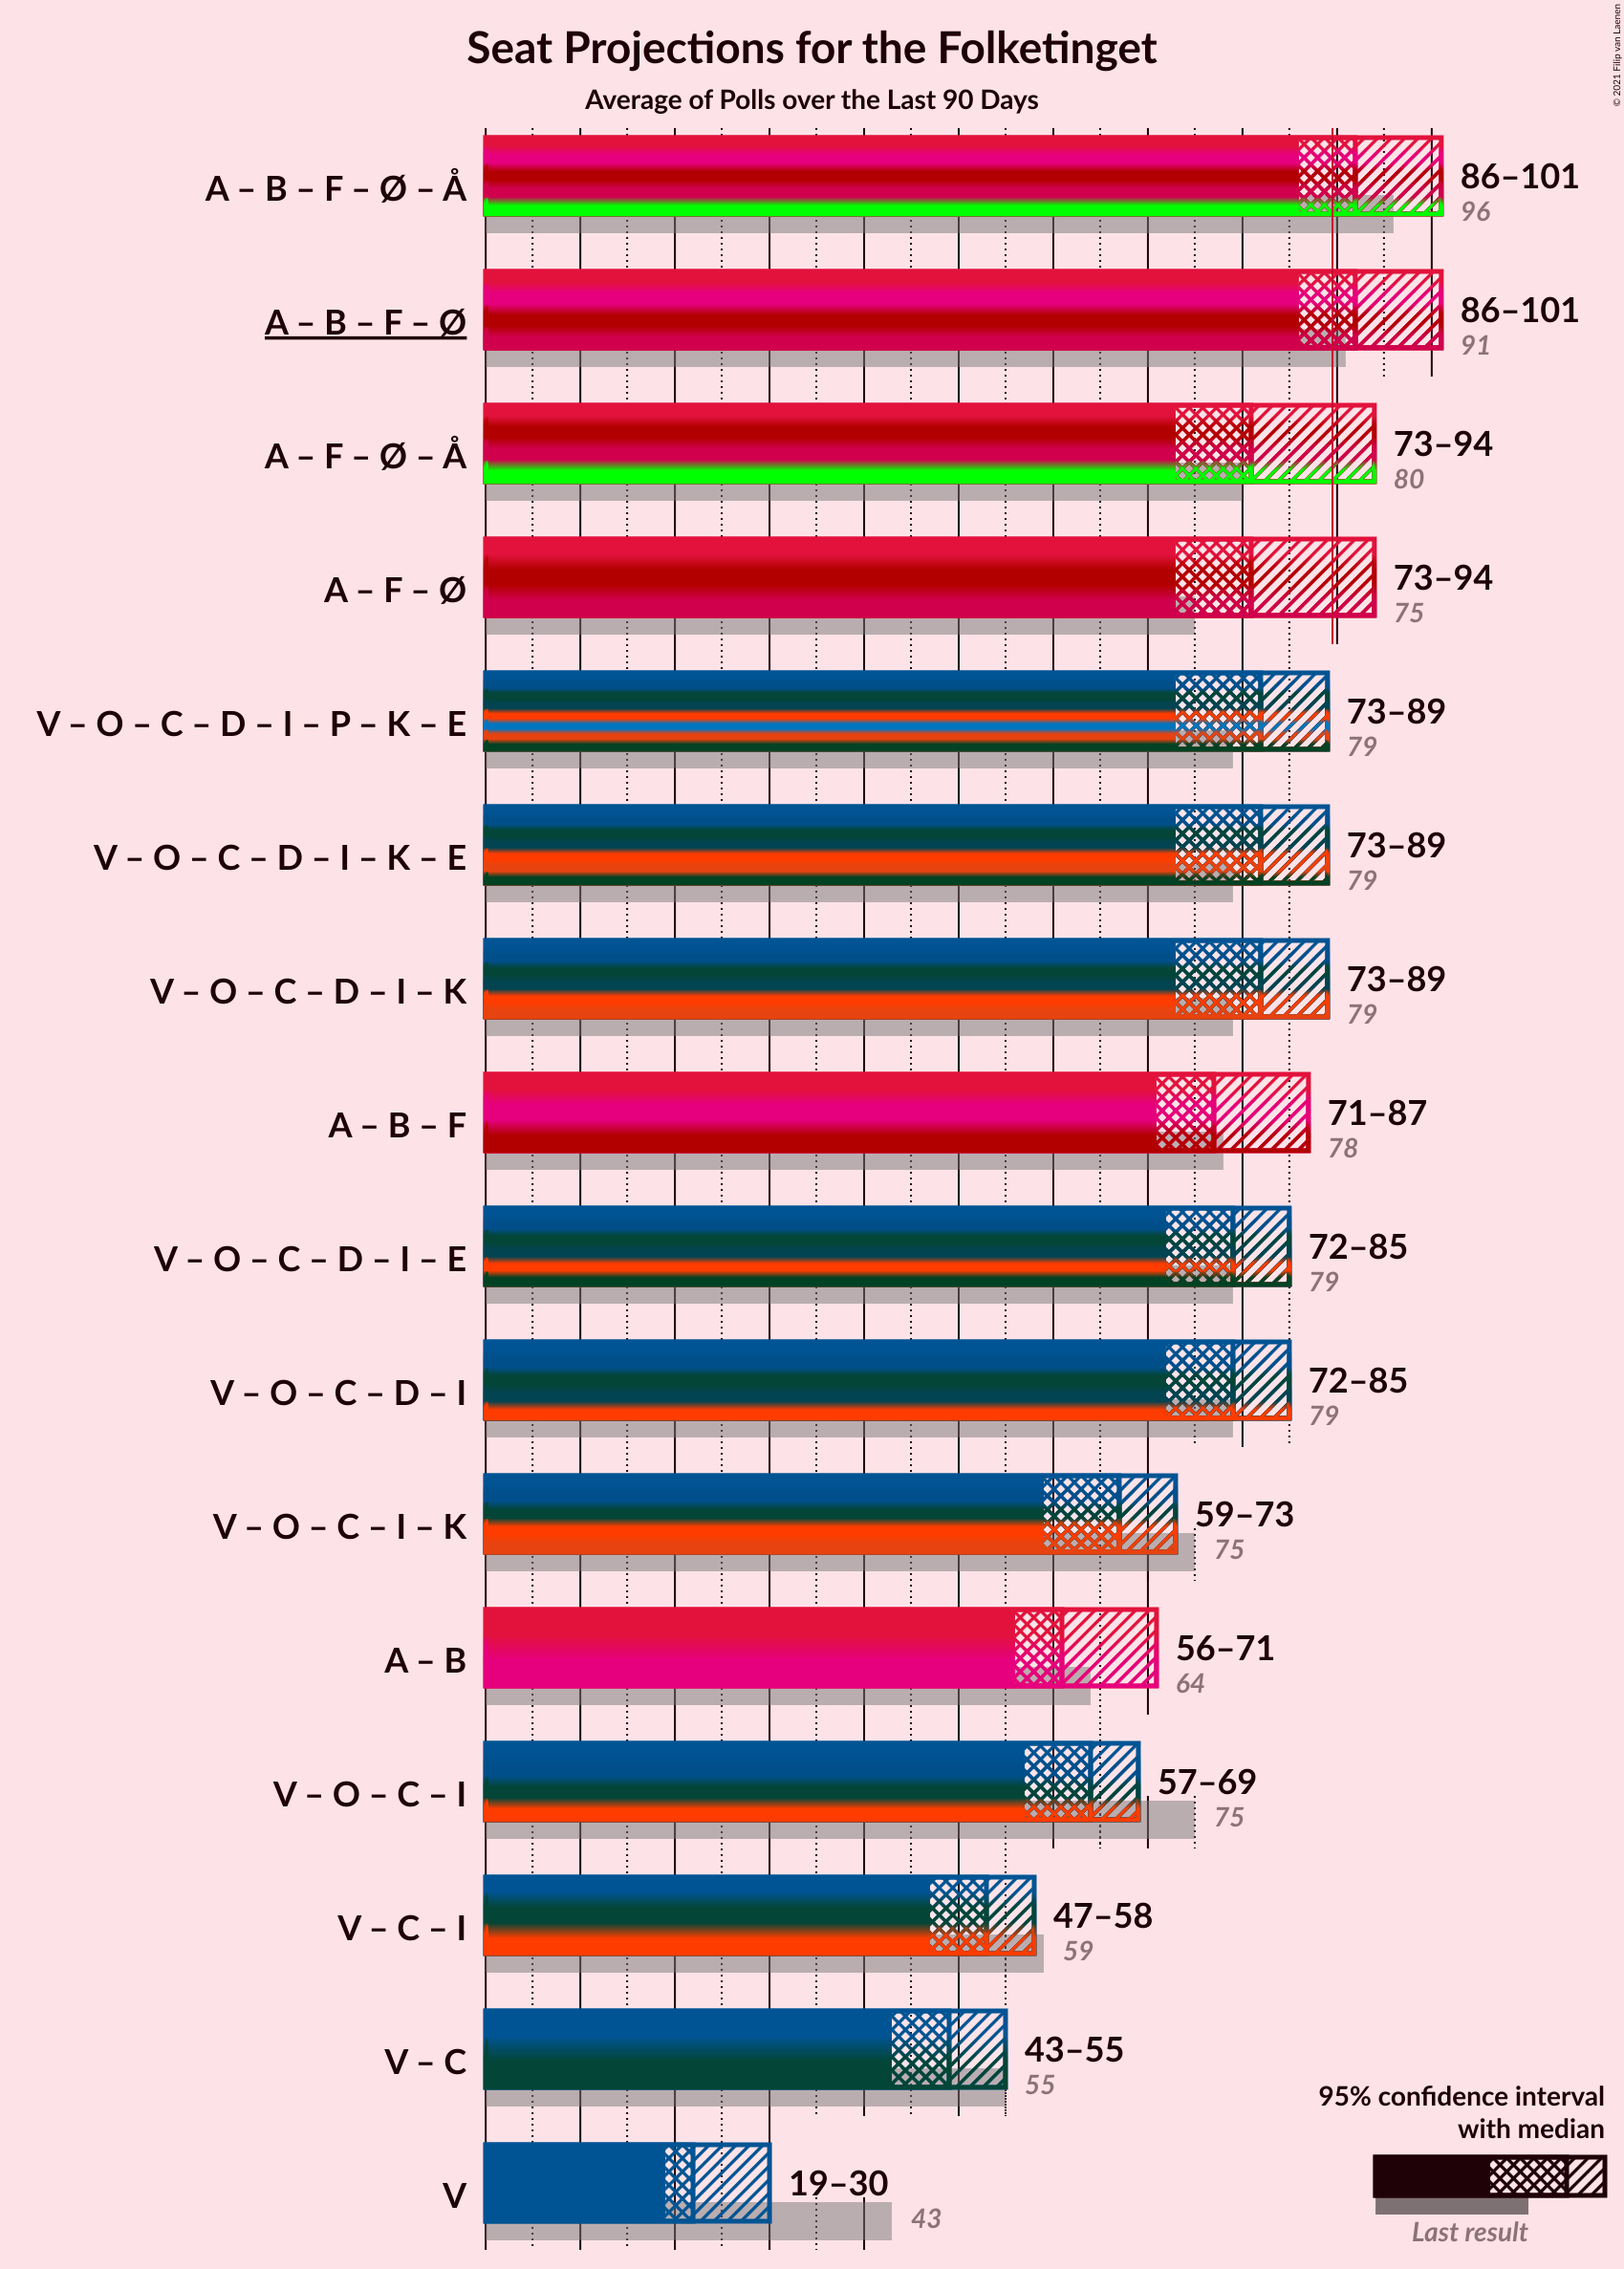 Seat Projections for the Folketinget
Average of Polls over the Last 90 Days
© 2021 Filip van Laenen
A – B – F – Ø – Å
86–101
96
A – B – F – Ø
86–101
91
A – F – Ø – Å
73–94
80
A – F – Ø
73–94
75
V – O – C – D – I – P – K – E
73–89
79
V – O – C – D – I – K – E
73–89
79
V – O – C – D – I – K
73–89
79
A – B – F
71–87
78
V – O – C – D – I – E
72–85
79
V – O – C – D – I
72–85
79
V – O – C – I – K
59–73
75
A – B
56–71
64
V – O – C – I
57–69
75
V – C – I
47–58
59
V – C
43–55
55
V
19–30
43
95% confidence interval
with median
Last result